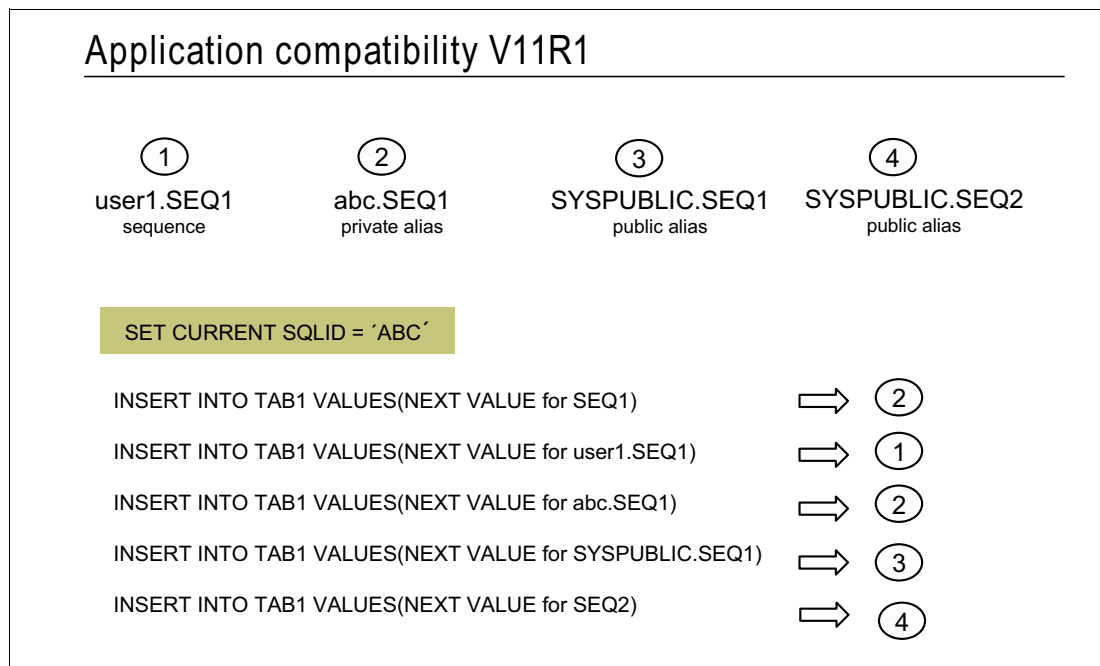 Application compatibility V11R1
1 2 3 4
user1.SEQ1 abc.SEQ1 SYSPUBLIC.SEQ1 SYSPUBLIC.SEQ2
sequence private alias public alias public alias
SET CURRENT SQLID = ´ABC´
INSERT INTO TAB1 VALUES(NEXT VALUE for SEQ1) 2
INSERT INTO TAB1 VALUES(NEXT VALUE for user1.SEQ1) 1
INSERT INTO TAB1 VALUES(NEXT VALUE for abc.SEQ1) 2
INSERT INTO TAB1 VALUES(NEXT VALUE for SYSPUBLIC.SEQ1) 3
INSERT INTO TAB1 VALUES(NEXT VALUE for SEQ2) 4